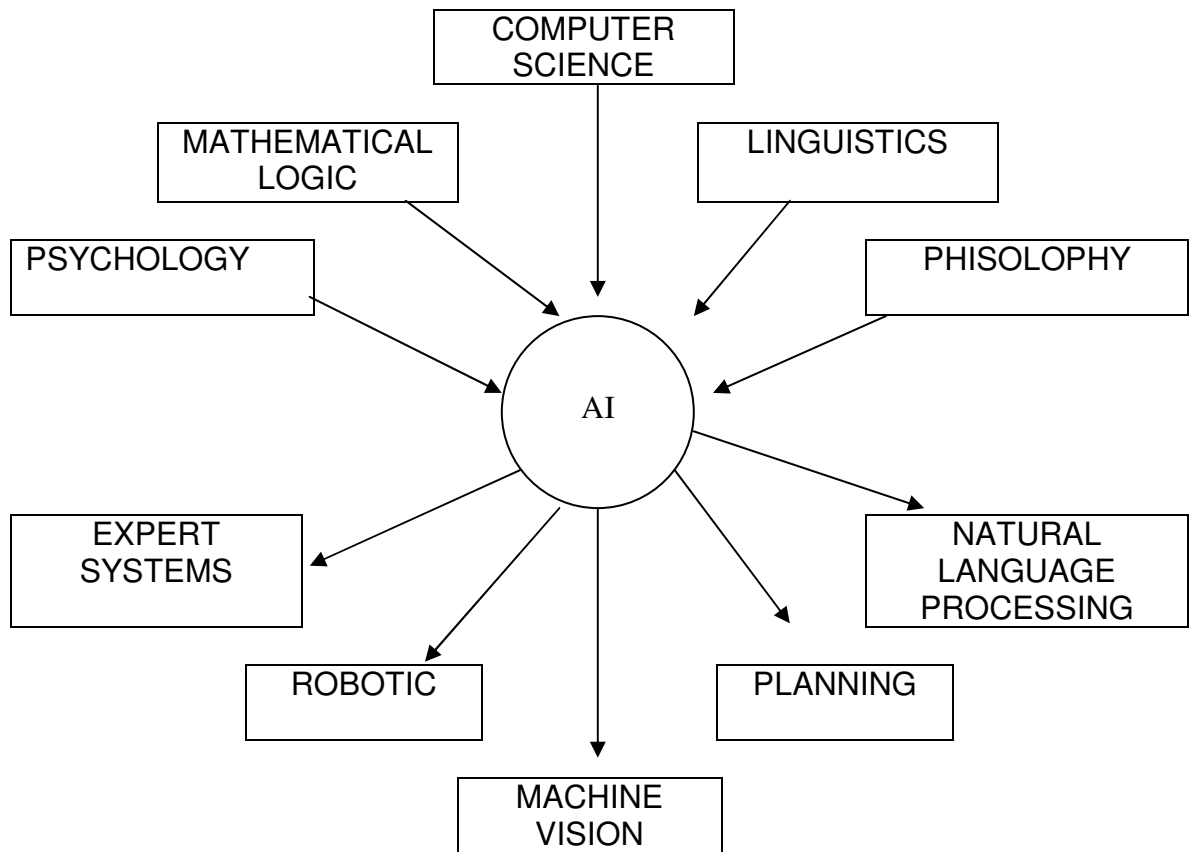 COMPUTER
SCIENCE
MATHEMATICAL
LOGIC
LINGUISTICS
PSYCHOLOGY
PHISOLOPHY
AI
EXPERT
SYSTEMS
NATURAL
LANGUAGE
PROCESSING
ROBOTIC
PLANNING
MACHINE
VISION